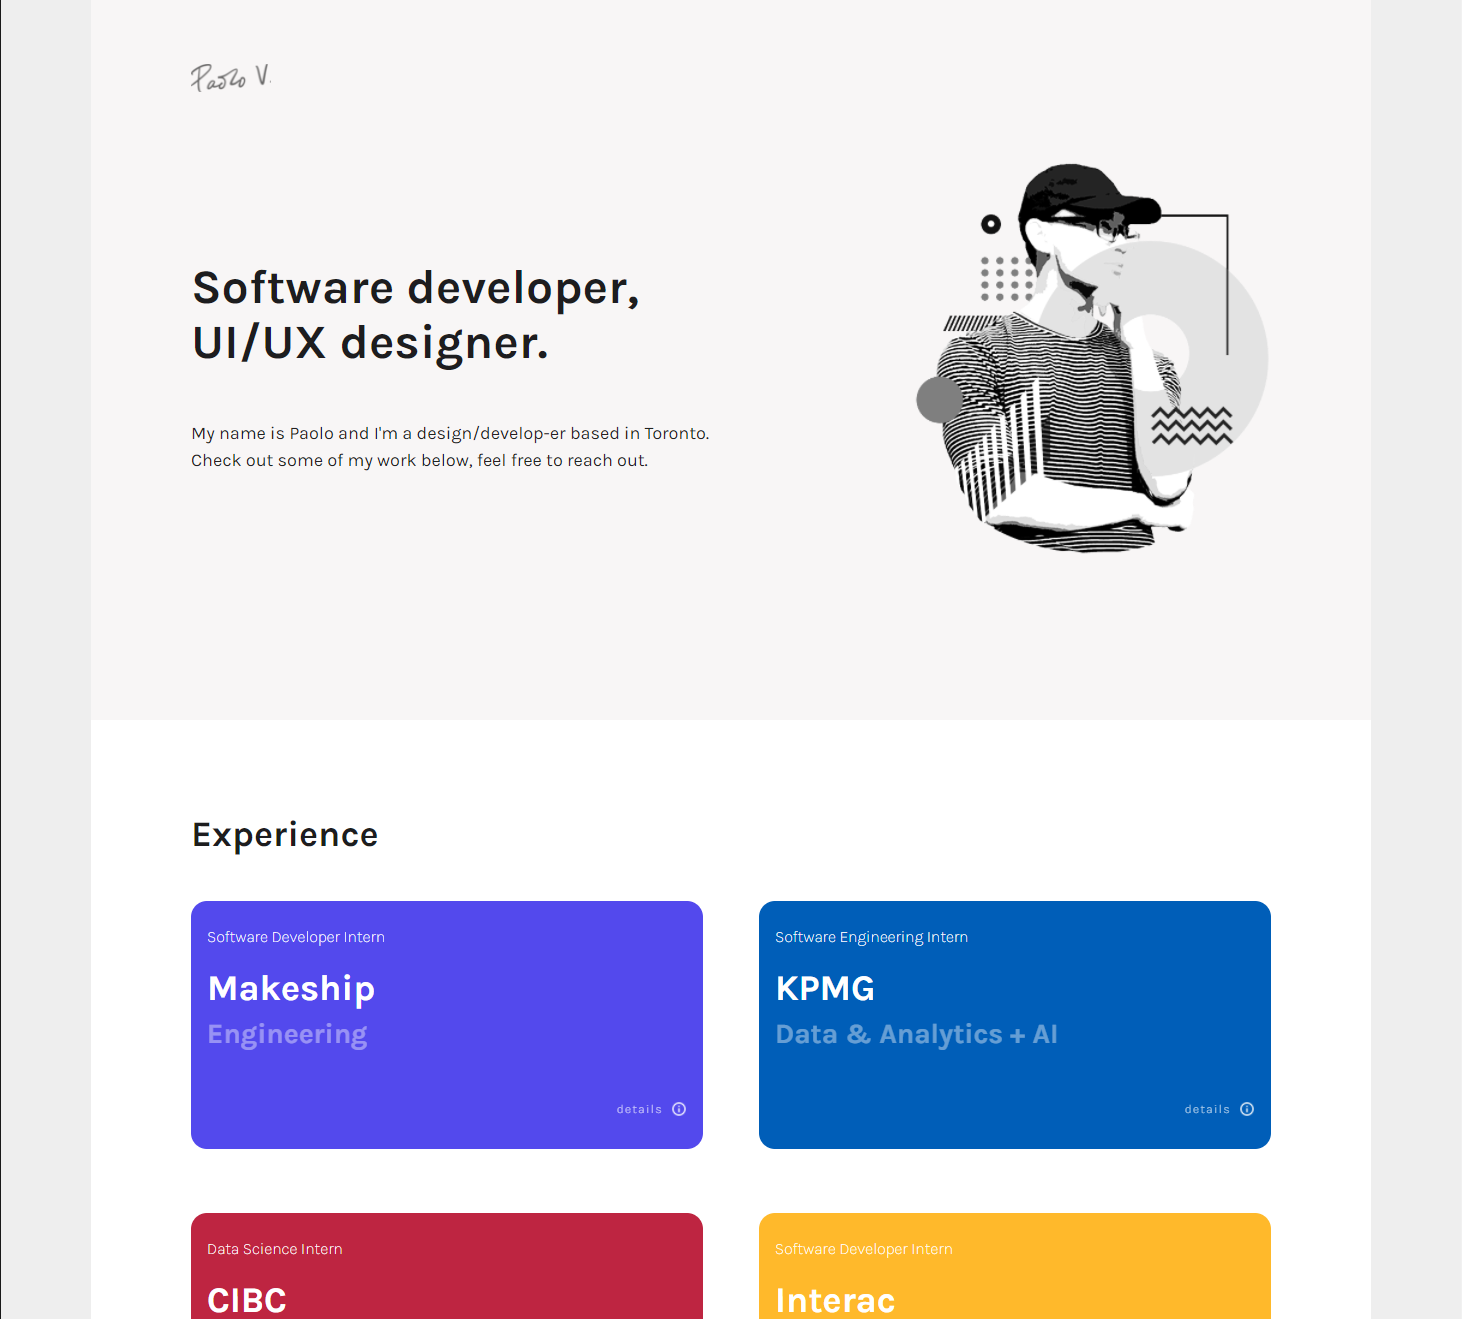 Paolo V.
Software developer,
UI/UX designer.
My name is Paolo and I'm a design/develop-er based in Toronto.
Check out some of my work below, feel free to reach out.
Experience
Software Developer Intern
Makeship
Engineering
details
Software Engineering Intern
KPMG
Data & Analytics + AI
details
Data Science Intern
CIBC
Software Developer Intern
Interac